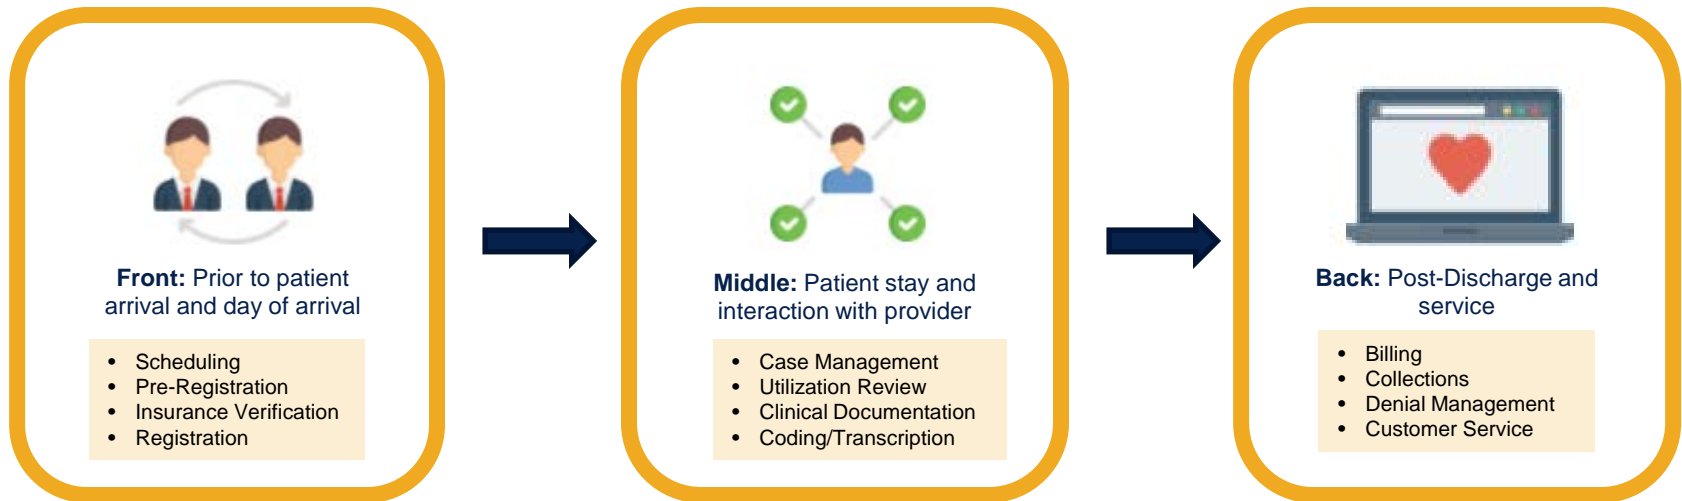 Front: Prior to patient
arrival and day of arrival
• Scheduling
• Pre-Registration
• Insurance Verification
• Registration
Middle: Patient stay and
interaction with provider
• Case Management
• Utilization Review
• Clinical Documentation
• Coding/Transcription
Back: Post-Discharge and
service
• Billing
• Collections
• Denial Management
• Customer Service